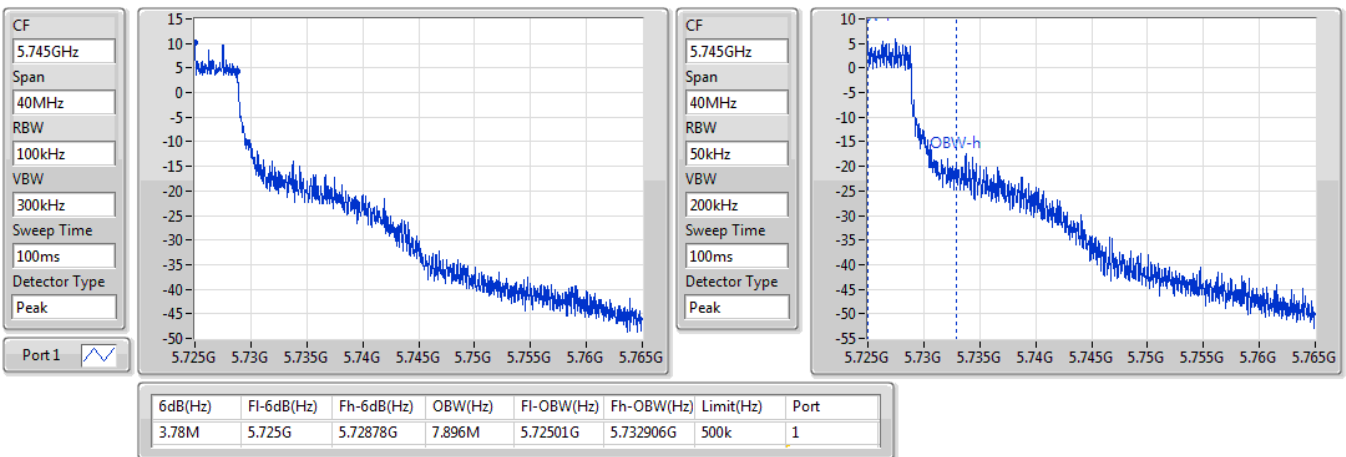 CF
5.745GHz
Span
40MHz
RBW
100kHz
VBW
300kHz
Sweep Time
100ms
Detector Type
Peak
Port 1
15
10
5
0
-5
-10
-15
-20
-25
-30
-35
-40
-45
-50
5.725G 5.73G 5.735G 5.74G 5.745G 5.75G 5.755G 5.76G 5.765G
CF
5.745GHz
Span
40MHz
RBW
50kHz
VBW
200kHz
Sweep Time
100ms
Detector Type
Peak
10
5
0
-5
-10
-15
-20
-25
-30
-35
-40
-45
-50
-55
OBW-h
5.725G 5.73G 5.735G 5.74G 5.745G 5.75G 5.755G 5.76G 5.765G
6dB(Hz) Fl-6dB(Hz) Fh-6dB(Hz) OBW(Hz) Fl-OBW(Hz) Fh-OBW(Hz) Limit(Hz) Port
3.78M 5.725G 5.72878G 7.896M 5.72501G 5.732906G 500k 1